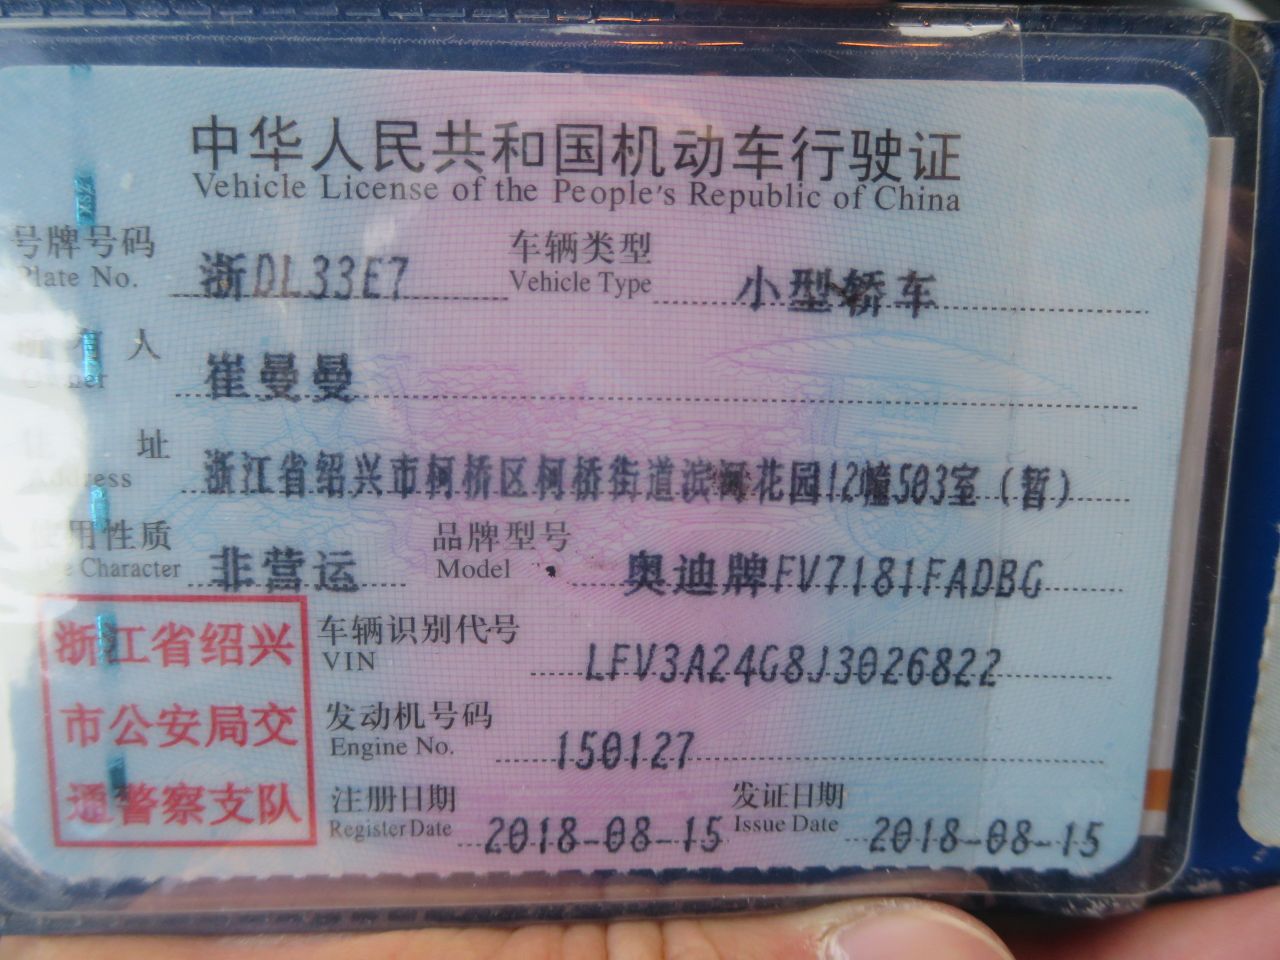 中华人民共和国机动车行驶证
Vehicle License of the People's Republic of China
号牌号码 浙DL33E7 车辆类型 小型轿车
Plate No. Vehicle Type
人 崔曼曼
址 浙江省绍兴市柯桥区柯桥街道滨河花园12幢503室(暂)
Address
使用性质 非营运 品牌型号 奥迪牌FV7181FADBG
Character Model
浙江省绍兴
市公安局交
通警察支队
车辆识别代号 LFV3A24G8J3026822
VIN
发动机号码 150127
Engine No.
注册日期 2018-08-15 发证日期 2018-08-15
Register Date Issue Date